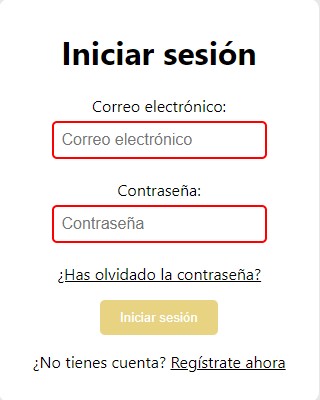 Iniciar sesión
Correo electrónico:
Correo electrónico
Contraseña:
Contraseña
¿Has olvidado la contraseña?
Iniciar sesión
¿No tienes cuenta? Regístrate ahora